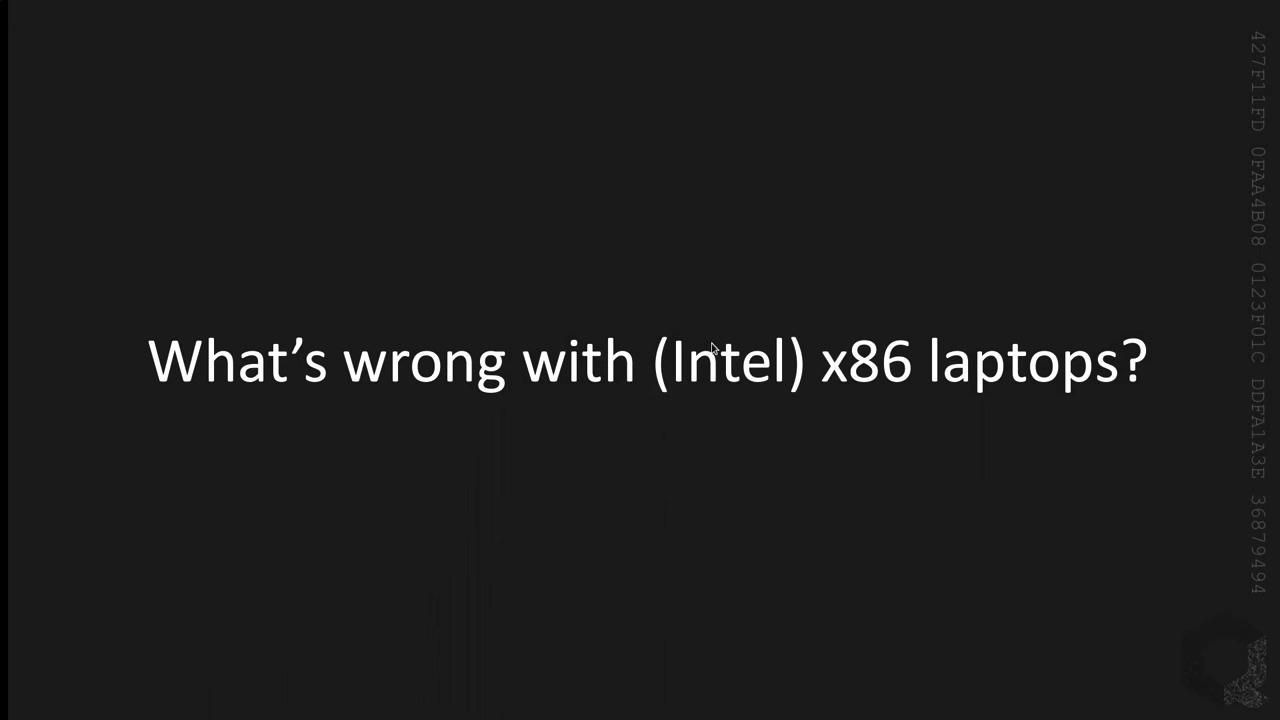 What’s wrong with (Intel) x86 laptops?
427F11FD 0FAA4B08 0123F01C DDFA1A3E 36879494